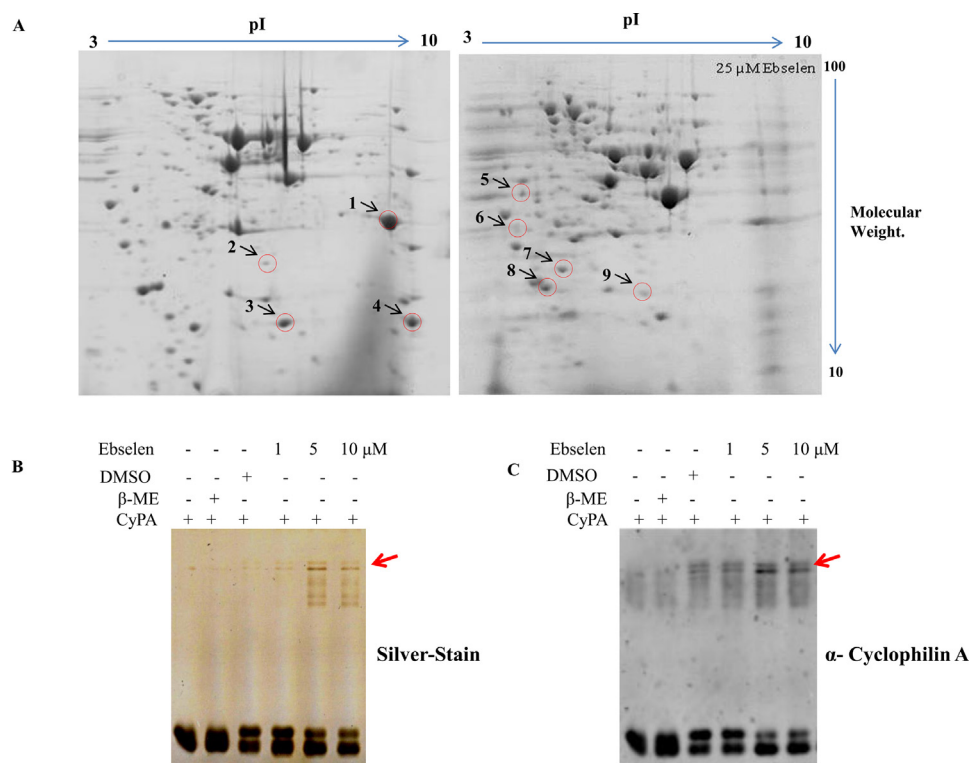 A
pI
3
10
pI
3
10
25 µM Ebselen
100
1
2
3
4
5
6
7
8
9
Molecular
Weight.
10
B
Ebselen - - - 1 5 10 µM
DMSO - - + - - -
β-ME - + - - - -
CyPA + + + + + +
Silver-Stain
C
Ebselen - - - 1 5 10 µM
DMSO - - + - - -
β-ME - + - - - -
CyPA + + + + + +
α- Cyclophilin A